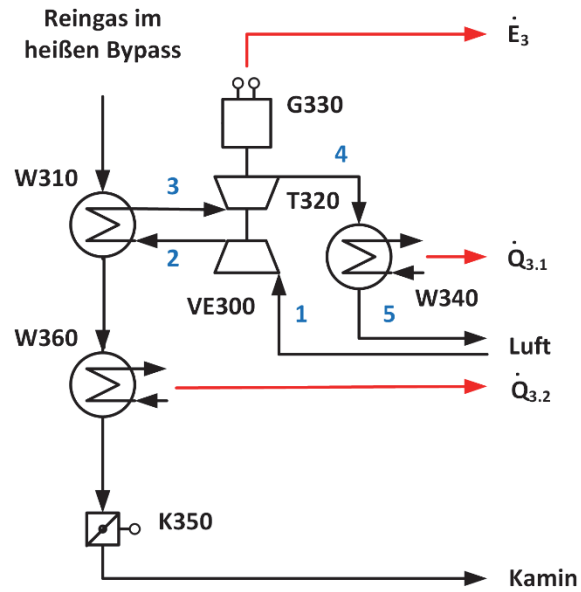 Reingas im
heißen Bypass
Ė₃
G330
4
W310
3
T320
2
Q̇₃.₁
VE300
W340
1
5
W360
Luft
Q̇₃.₂
K350
Kamin